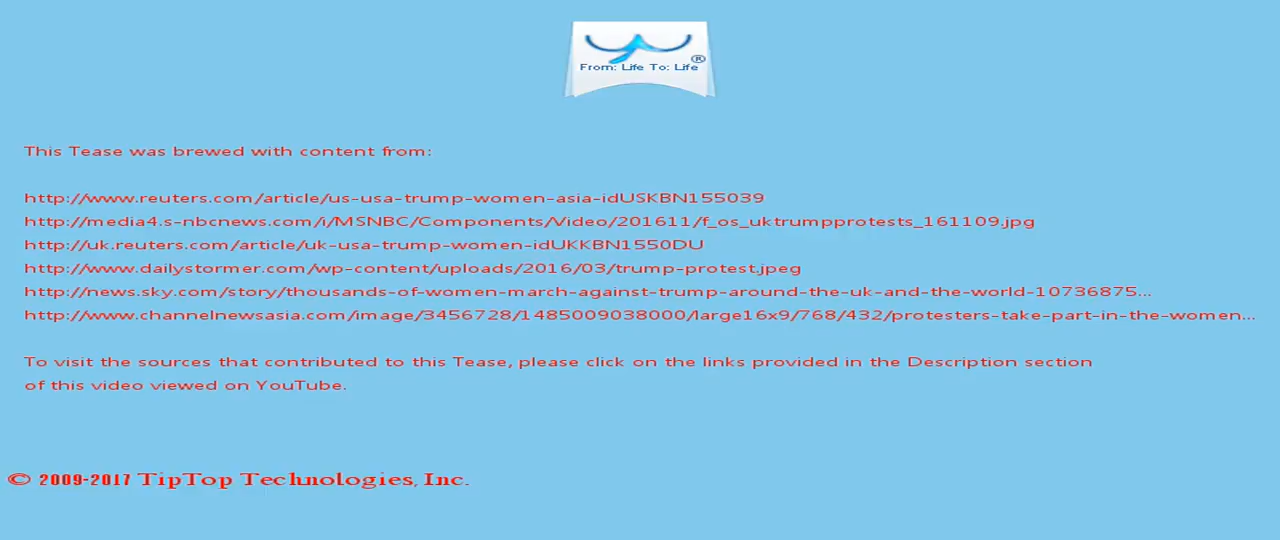 From: Life To: Life®
This Tease was brewed with content from:
http://www.reuters.com/article/us-usa-trump-women-asia-idUSKBN155039
http://media4.s-nbcnews.com/i/MSNBC/Components/Video/201611/f_os_uktrumpprotests_161109.jpg
http://uk.reuters.com/article/uk-usa-trump-women-idUKKBN1550DU
http://www.dailystormer.com/wp-content/uploads/2016/03/trump-protest.jpeg
http://news.sky.com/story/thousands-of-women-march-against-trump-around-the-uk-and-the-world-10736875...
http://www.channelnewsasia.com/image/3456728/1485009038000/large16x9/768/432/protesters-take-part-in-the-women...
To visit the sources that contributed to this Tease, please click on the links provided in the Description section
of this video viewed on YouTube.
© 2009-2017 TipTop Technologies, Inc.